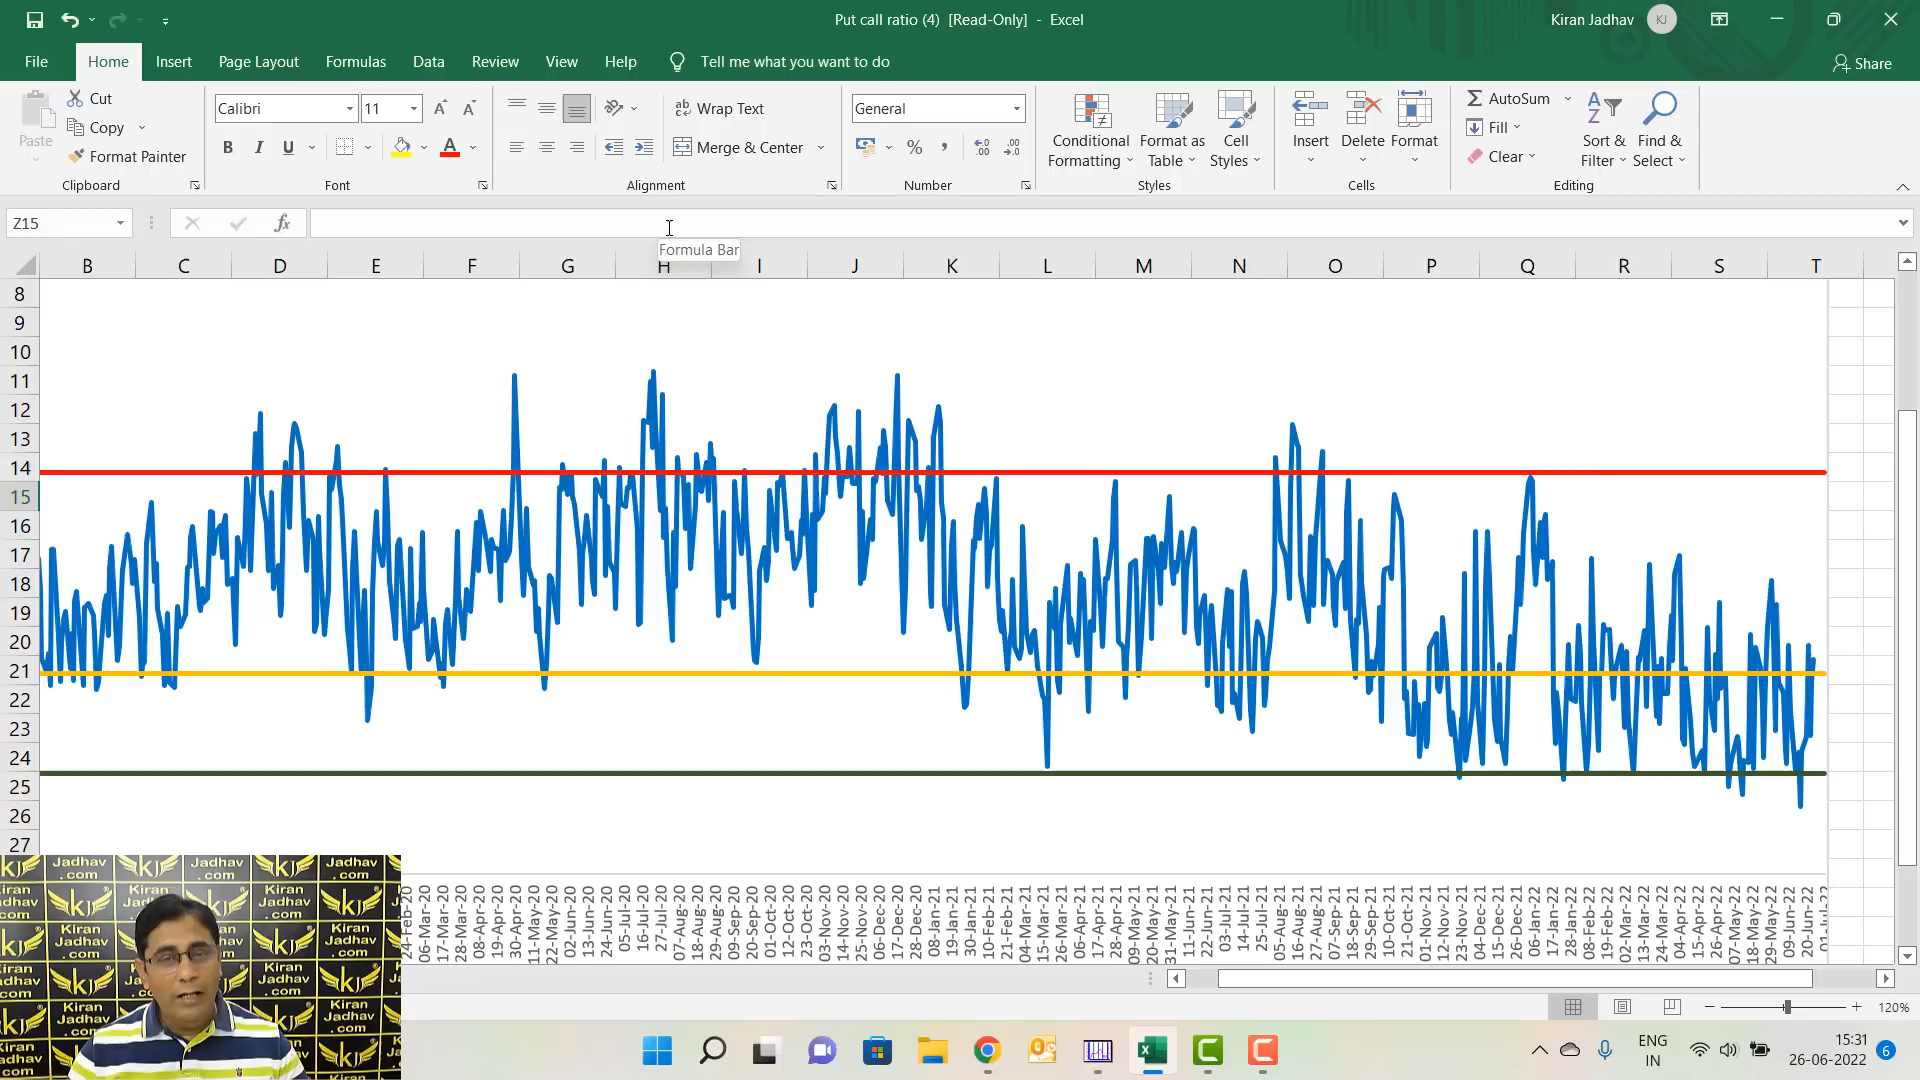 Put call ratio (4) [Read-Only] - Excel
Kiran Jadhav KJ
File Home Insert Page Layout Formulas Data Review View Help Tell me what you want to do
Share
Paste
Cut
Copy
Format Painter
Clipboard
Calibri 11
B I U A
Font
Wrap Text
Merge & Center
Alignment
General
%
Number
Conditional Formatting
Format as Table
Cell Styles
Styles
Insert
Delete
Format
Cells
AutoSum
Fill
Clear
Sort & Filter
Find & Select
Editing
Z15 fx
Formula Bar
B C D E F G H I J K L M N O P Q R S T
8
9
10
11
12
13
14
15
16
17
18
19
20
21
22
23
24
25
26
27
24-Feb-20
06-Mar-20
17-Mar-20
28-Mar-20
08-Apr-20
19-Apr-20
30-Apr-20
11-May-20
22-May-20
02-Jun-20
13-Jun-20
24-Jun-20
05-Jul-20
16-Jul-20
27-Jul-20
07-Aug-20
18-Aug-20
29-Aug-20
09-Sep-20
20-Sep-20
01-Oct-20
12-Oct-20
23-Oct-20
03-Nov-20
14-Nov-20
25-Nov-20
06-Dec-20
17-Dec-20
28-Dec-20
08-Jan-21
19-Jan-21
30-Jan-21
10-Feb-21
21-Feb-21
04-Mar-21
15-Mar-21
26-Mar-21
06-Apr-21
17-Apr-21
28-Apr-21
09-May-21
20-May-21
31-May-21
11-Jun-21
22-Jun-21
03-Jul-21
14-Jul-21
25-Jul-21
05-Aug-21
16-Aug-21
27-Aug-21
07-Sep-21
18-Sep-21
29-Sep-21
10-Oct-21
21-Oct-21
01-Nov-21
12-Nov-21
23-Nov-21
04-Dec-21
15-Dec-21
26-Dec-21
06-Jan-22
17-Jan-22
28-Jan-22
08-Feb-22
19-Feb-22
02-Mar-22
13-Mar-22
24-Mar-22
04-Apr-22
15-Apr-22
26-Apr-22
07-May-22
18-May-22
29-May-22
09-Jun-22
20-Jun-22
Kiran Jadhav .com
120%
ENG IN
15:31
26-06-2022
6